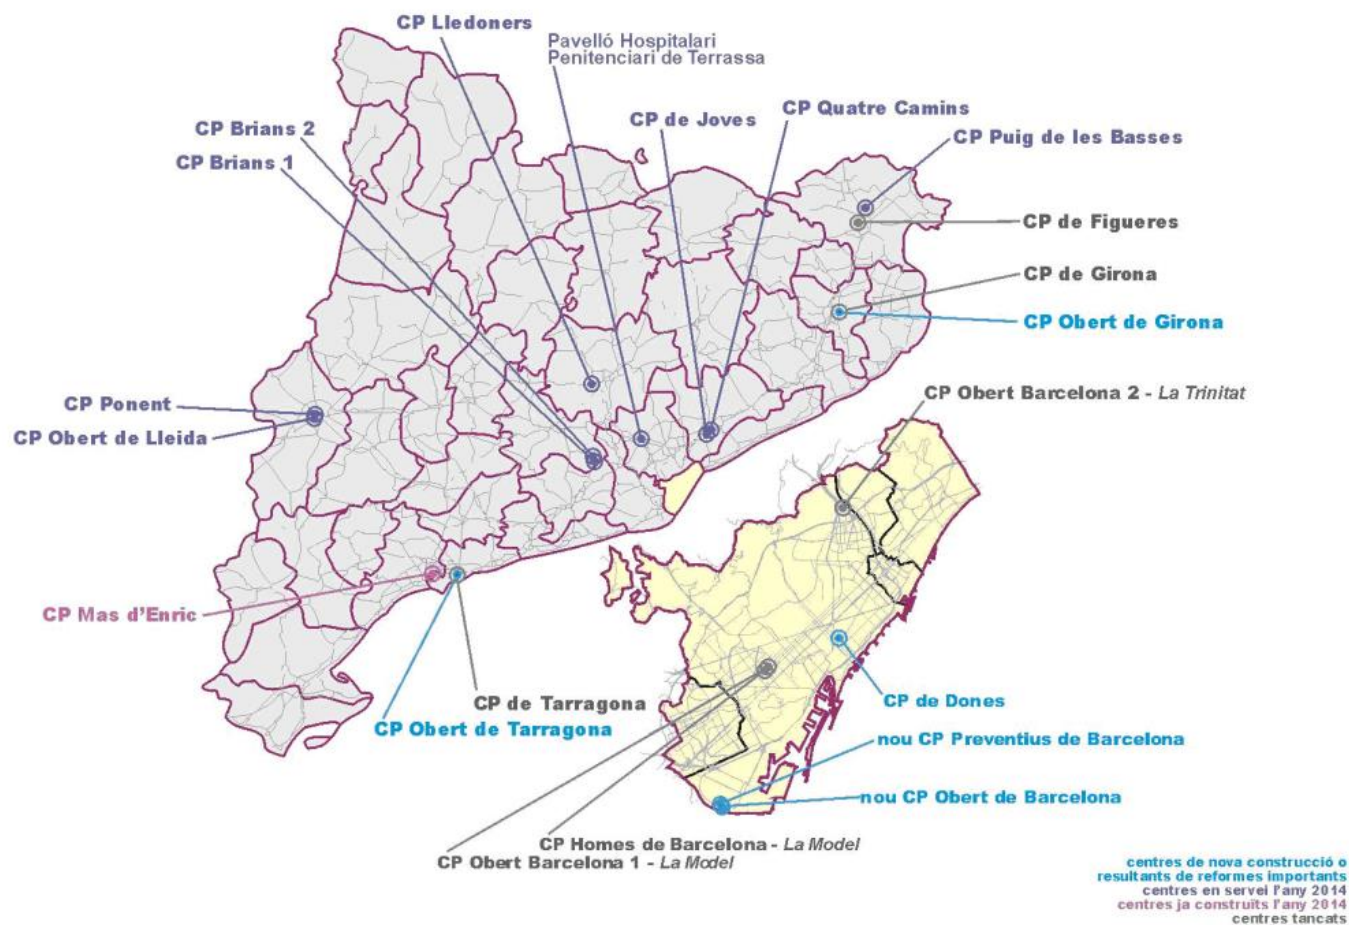 CP Lledoners
Pavelló Hospitalari
Penitenciari de Terrassa
CP Quatre Camins
CP de Joves
CP Brians 2
CP Puig de les Basses
CP Brians 1
CP de Figueres
CP de Girona
CP Obert de Girona
CP Obert Barcelona 2 - La Trinitat
CP Ponent
CP Obert de Lleida
CP Mas d'Enric
CP de Tarragona
CP Obert de Tarragona
CP de Dones
nou CP Preventius de Barcelona
nou CP Obert de Barcelona
CP Homes de Barcelona - La Model
CP Obert Barcelona 1 - La Model
centres de nova construcció o
resultants de reformes importants
centres en servei l'any 2014
centres ja construïts l'any 2014
centres tancats